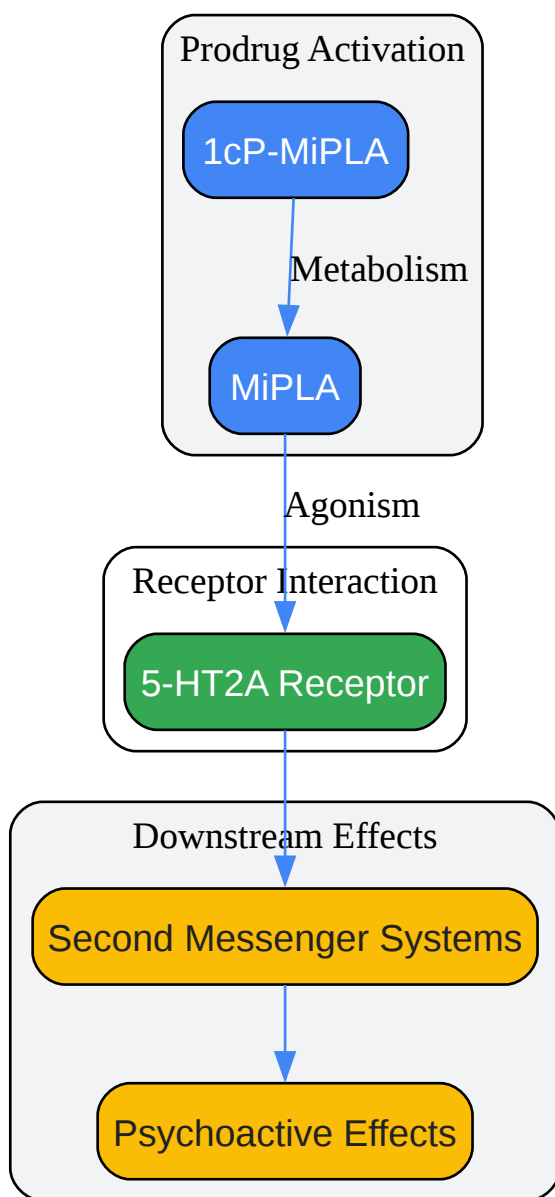 Prodrug Activation
1cP-MiPLA
Metabolism
MiPLA
Agonism
Receptor Interaction
5-HT2A Receptor
Downstream Effects
Second Messenger Systems
Psychoactive Effects